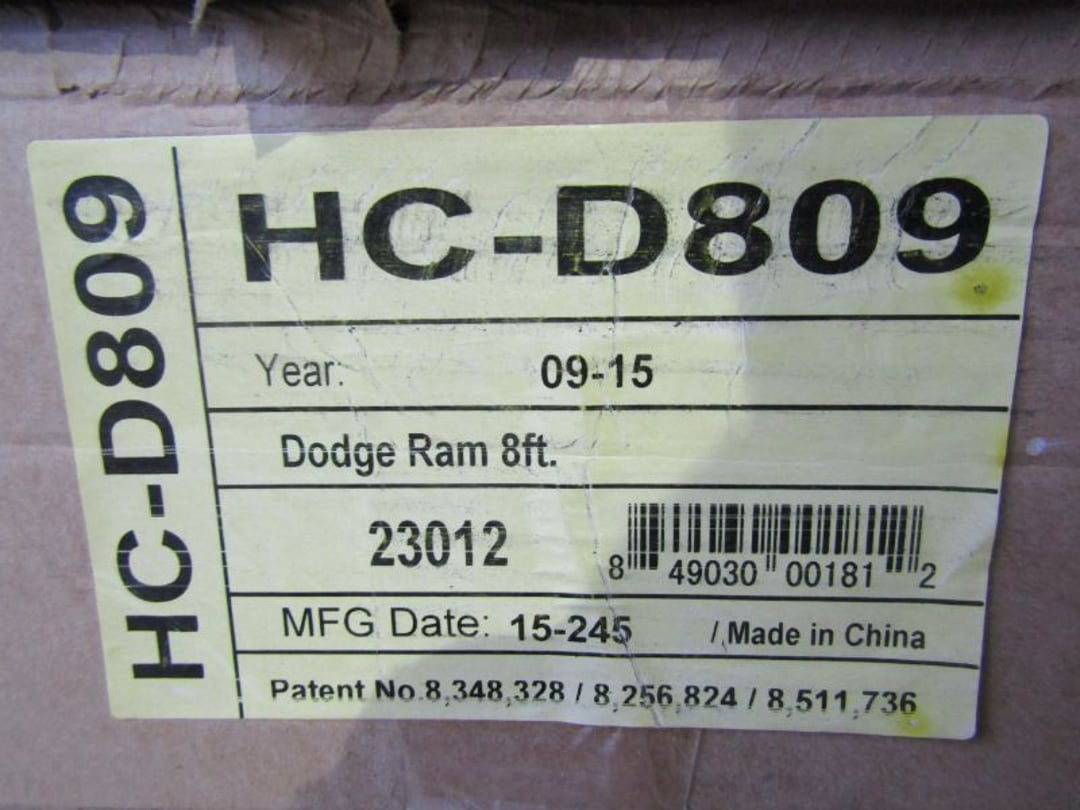 HC-D809
HC-D809
Year: 09-15
Dodge Ram 8ft.
23012
8 49030 00181 2
MFG Date: 15-245 / Made in China
Patent No.8,348,328 / 8,256,824 / 8,511,736